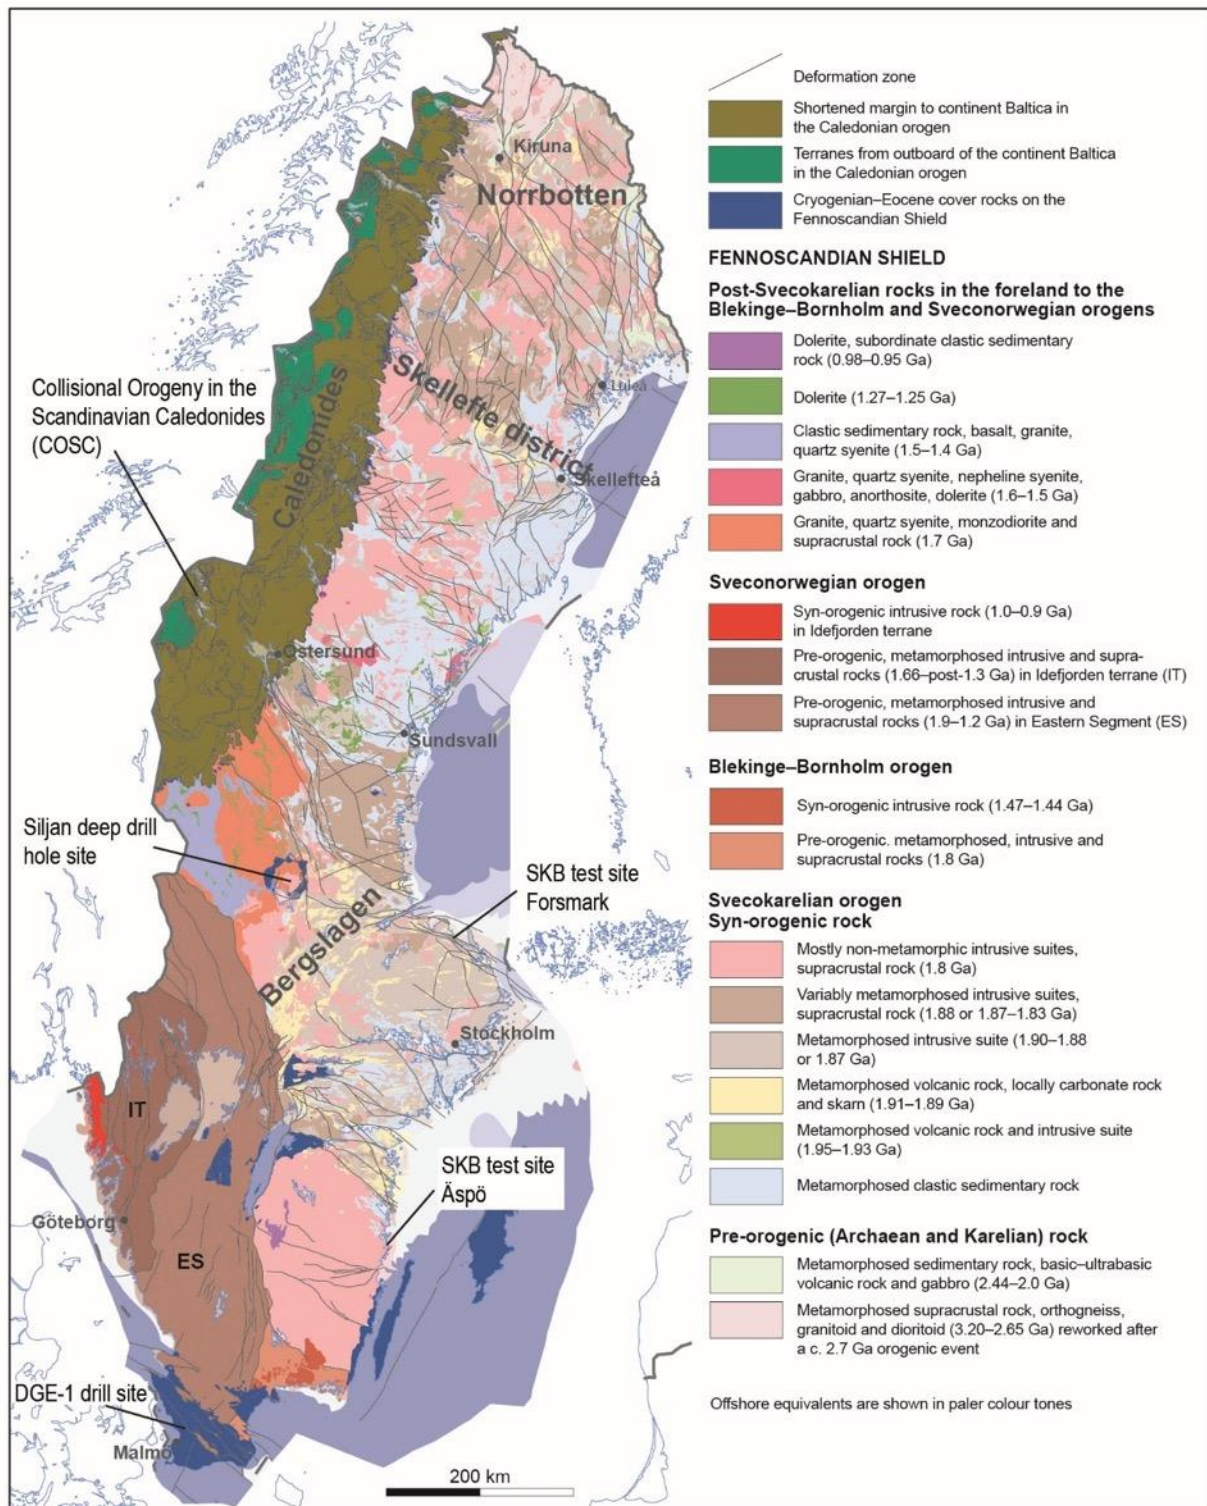 Kiruna
Norrbotten
Luleå
Skellefte district
Skellefteå
Caledonides
Collisional Orogeny in the
Scandinavian Caledonides
(COSC)
Östersund
Sundsvall
Siljan deep drill
hole site
SKB test site
Forsmark
Bergslagen
Stockholm
IT
SKB test site
Äspö
Göteborg
ES
DGE-1 drill site
Malmö
200 km
Deformation zone
Shortened margin to continent Baltica in
the Caledonian orogen
Terranes from outboard of the continent Baltica
in the Caledonian orogen
Cryogenian–Eocene cover rocks on the
Fennoscandian Shield
FENNOSCANDIAN SHIELD
Post-Svecokarelian rocks in the foreland to the
Blekinge–Bornholm and Sveconorwegian orogens
Dolerite, subordinate clastic sedimentary
rock (0.98–0.95 Ga)
Dolerite (1.27–1.25 Ga)
Clastic sedimentary rock, basalt, granite,
quartz syenite (1.5–1.4 Ga)
Granite, quartz syenite, nepheline syenite,
gabbro, anorthosite, dolerite (1.6–1.5 Ga)
Granite, quartz syenite, monzodiorite and
supracrustal rock (1.7 Ga)
Sveconorwegian orogen
Syn-orogenic intrusive rock (1.0–0.9 Ga)
in Idefjorden terrane
Pre-orogenic, metamorphosed intrusive and supra-
crustal rocks (1.66–post-1.3 Ga) in Idefjorden terrane (IT)
Pre-orogenic, metamorphosed intrusive and
supracrustal rocks (1.9–1.2 Ga) in Eastern Segment (ES)
Blekinge–Bornholm orogen
Syn-orogenic intrusive rock (1.47–1.44 Ga)
Pre-orogenic. metamorphosed, intrusive and
supracrustal rocks (1.8 Ga)
Svecokarelian orogen
Syn-orogenic rock
Mostly non-metamorphic intrusive suites,
supracrustal rock (1.8 Ga)
Variably metamorphosed intrusive suites,
supracrustal rock (1.88 or 1.87–1.83 Ga)
Metamorphosed intrusive suite (1.90–1.88
or 1.87 Ga)
Metamorphosed volcanic rock, locally carbonate rock
and skarn (1.91–1.89 Ga)
Metamorphosed volcanic rock and intrusive suite
(1.95–1.93 Ga)
Metamorphosed clastic sedimentary rock
Pre-orogenic (Archaean and Karelian) rock
Metamorphosed sedimentary rock, basic–ultrabasic
volcanic rock and gabbro (2.44–2.0 Ga)
Metamorphosed supracrustal rock, orthogneiss,
granitoid and dioritoid (3.20–2.65 Ga) reworked after
a c. 2.7 Ga orogenic event
Offshore equivalents are shown in paler colour tones